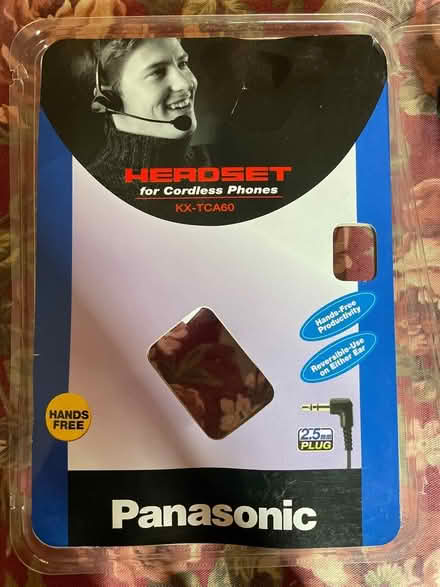 HEADSET
for Cordless Phones
KX-TCA60
Hands-Free
Productivity
Reversible-Use
on Either Ear
HANDS
FREE
2.5mm
PLUG
Panasonic